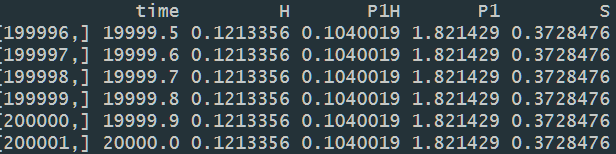 time H P1H P1 S
[199996,] 19999.5 0.1213356 0.1040019 1.821429 0.3728476
[199997,] 19999.6 0.1213356 0.1040019 1.821429 0.3728476
[199998,] 19999.7 0.1213356 0.1040019 1.821429 0.3728476
[199999,] 19999.8 0.1213356 0.1040019 1.821429 0.3728476
[200000,] 19999.9 0.1213356 0.1040019 1.821429 0.3728476
[200001,] 20000.0 0.1213356 0.1040019 1.821429 0.3728476